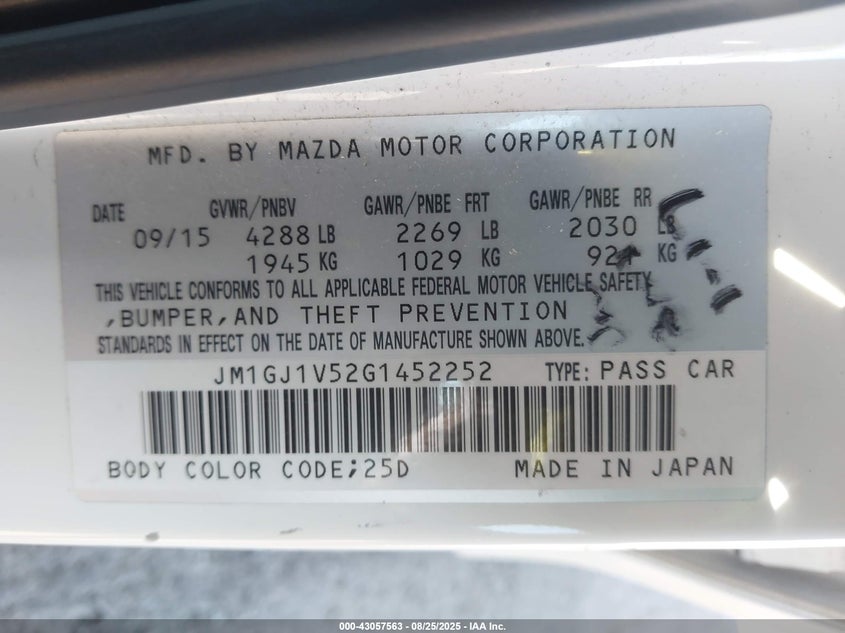 MFD. BY MAZDA MOTOR CORPORATION
DATE GVWR/PNBV GAWR/PNBE FRT GAWR/PNBE RR
09/15 4288 LB 2269 LB 2030 LB
1945 KG 1029 KG KG
THIS VEHICLE CONFORMS TO ALL APPLICABLE FEDERAL MOTOR VEHICLE SAFETY
,BUMPER,AND THEFT PREVENTION
STANDARDS IN EFFECT ON THE DATE OF MANUFACTURE SHOWN ABOVE.
JM1GJ1V52G1452252 TYPE: PASS CAR
BODY COLOR CODE;25D MADE IN JAPAN
000-43057563 - 08/25/2025 - IAA Inc.